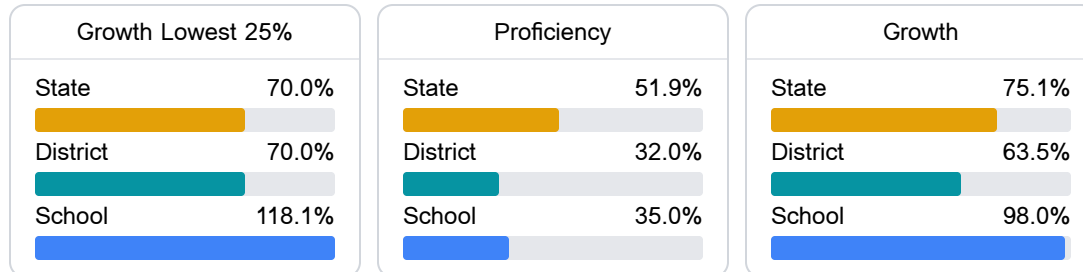 Growth Lowest 25%
State 70.0%
District 70.0%
School 118.1%
Proficiency
State 51.9%
District 32.0%
School 35.0%
Growth
State 75.1%
District 63.5%
School 98.0%